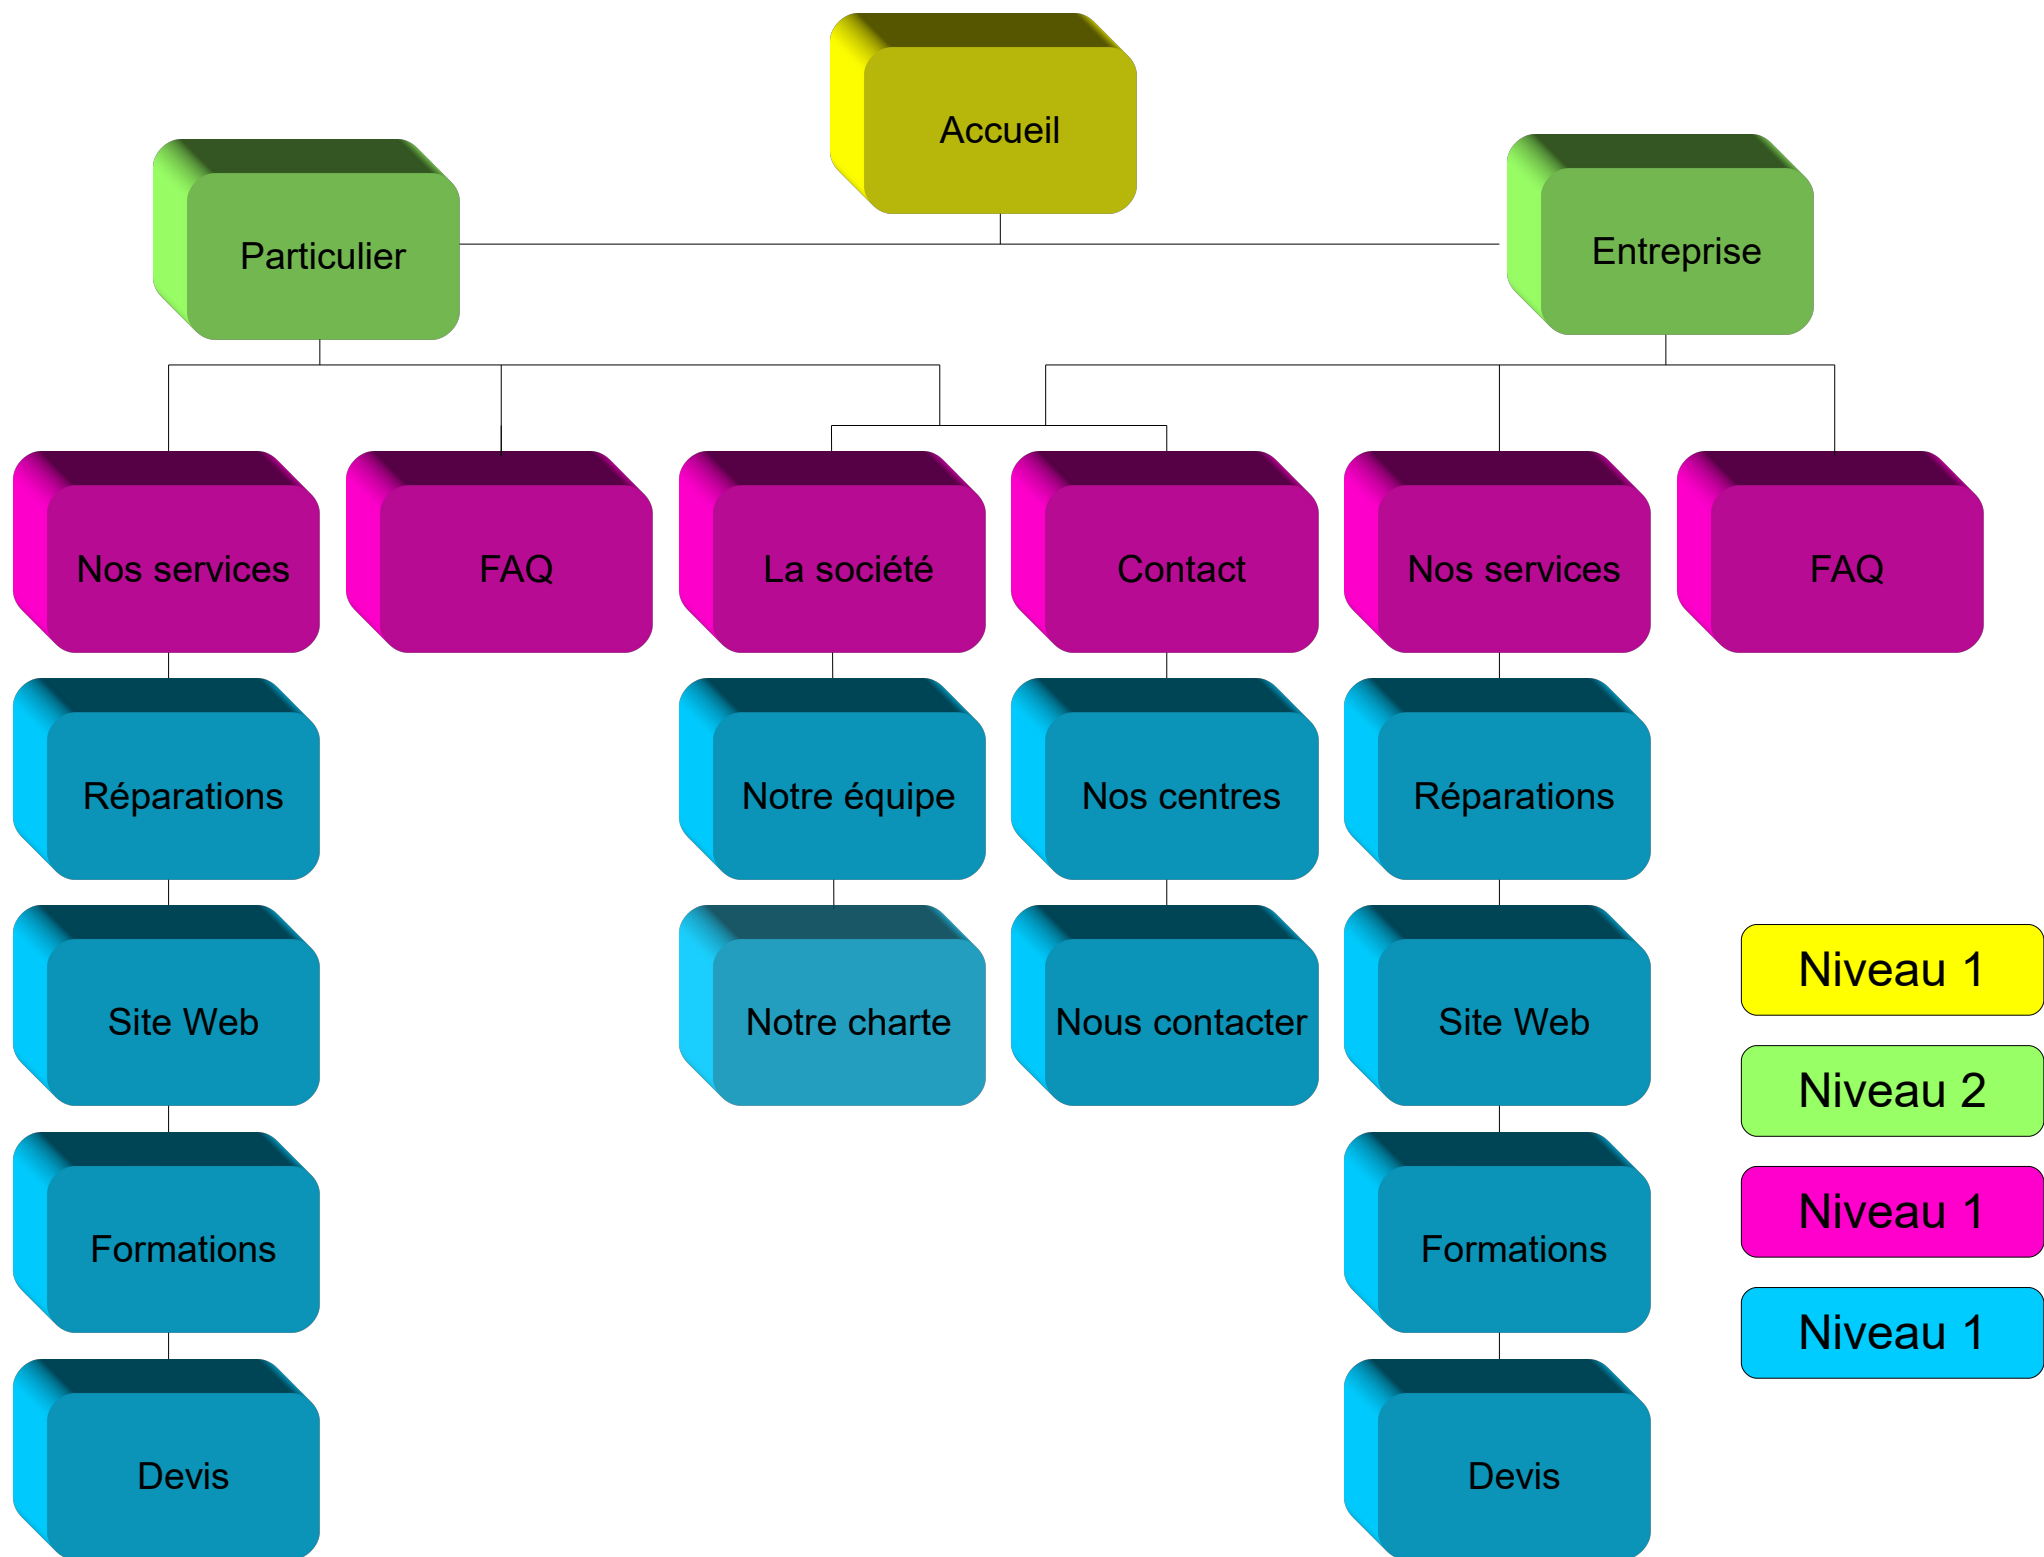 Accueil
Particulier
Entreprise
Nos services
FAQ
La société
Contact
Nos services
FAQ
Réparations
Notre équipe
Nos centres
Réparations
Site Web
Notre charte
Nous contacter
Site Web
Formations
Formations
Devis
Devis
Niveau 1
Niveau 2
Niveau 1
Niveau 1